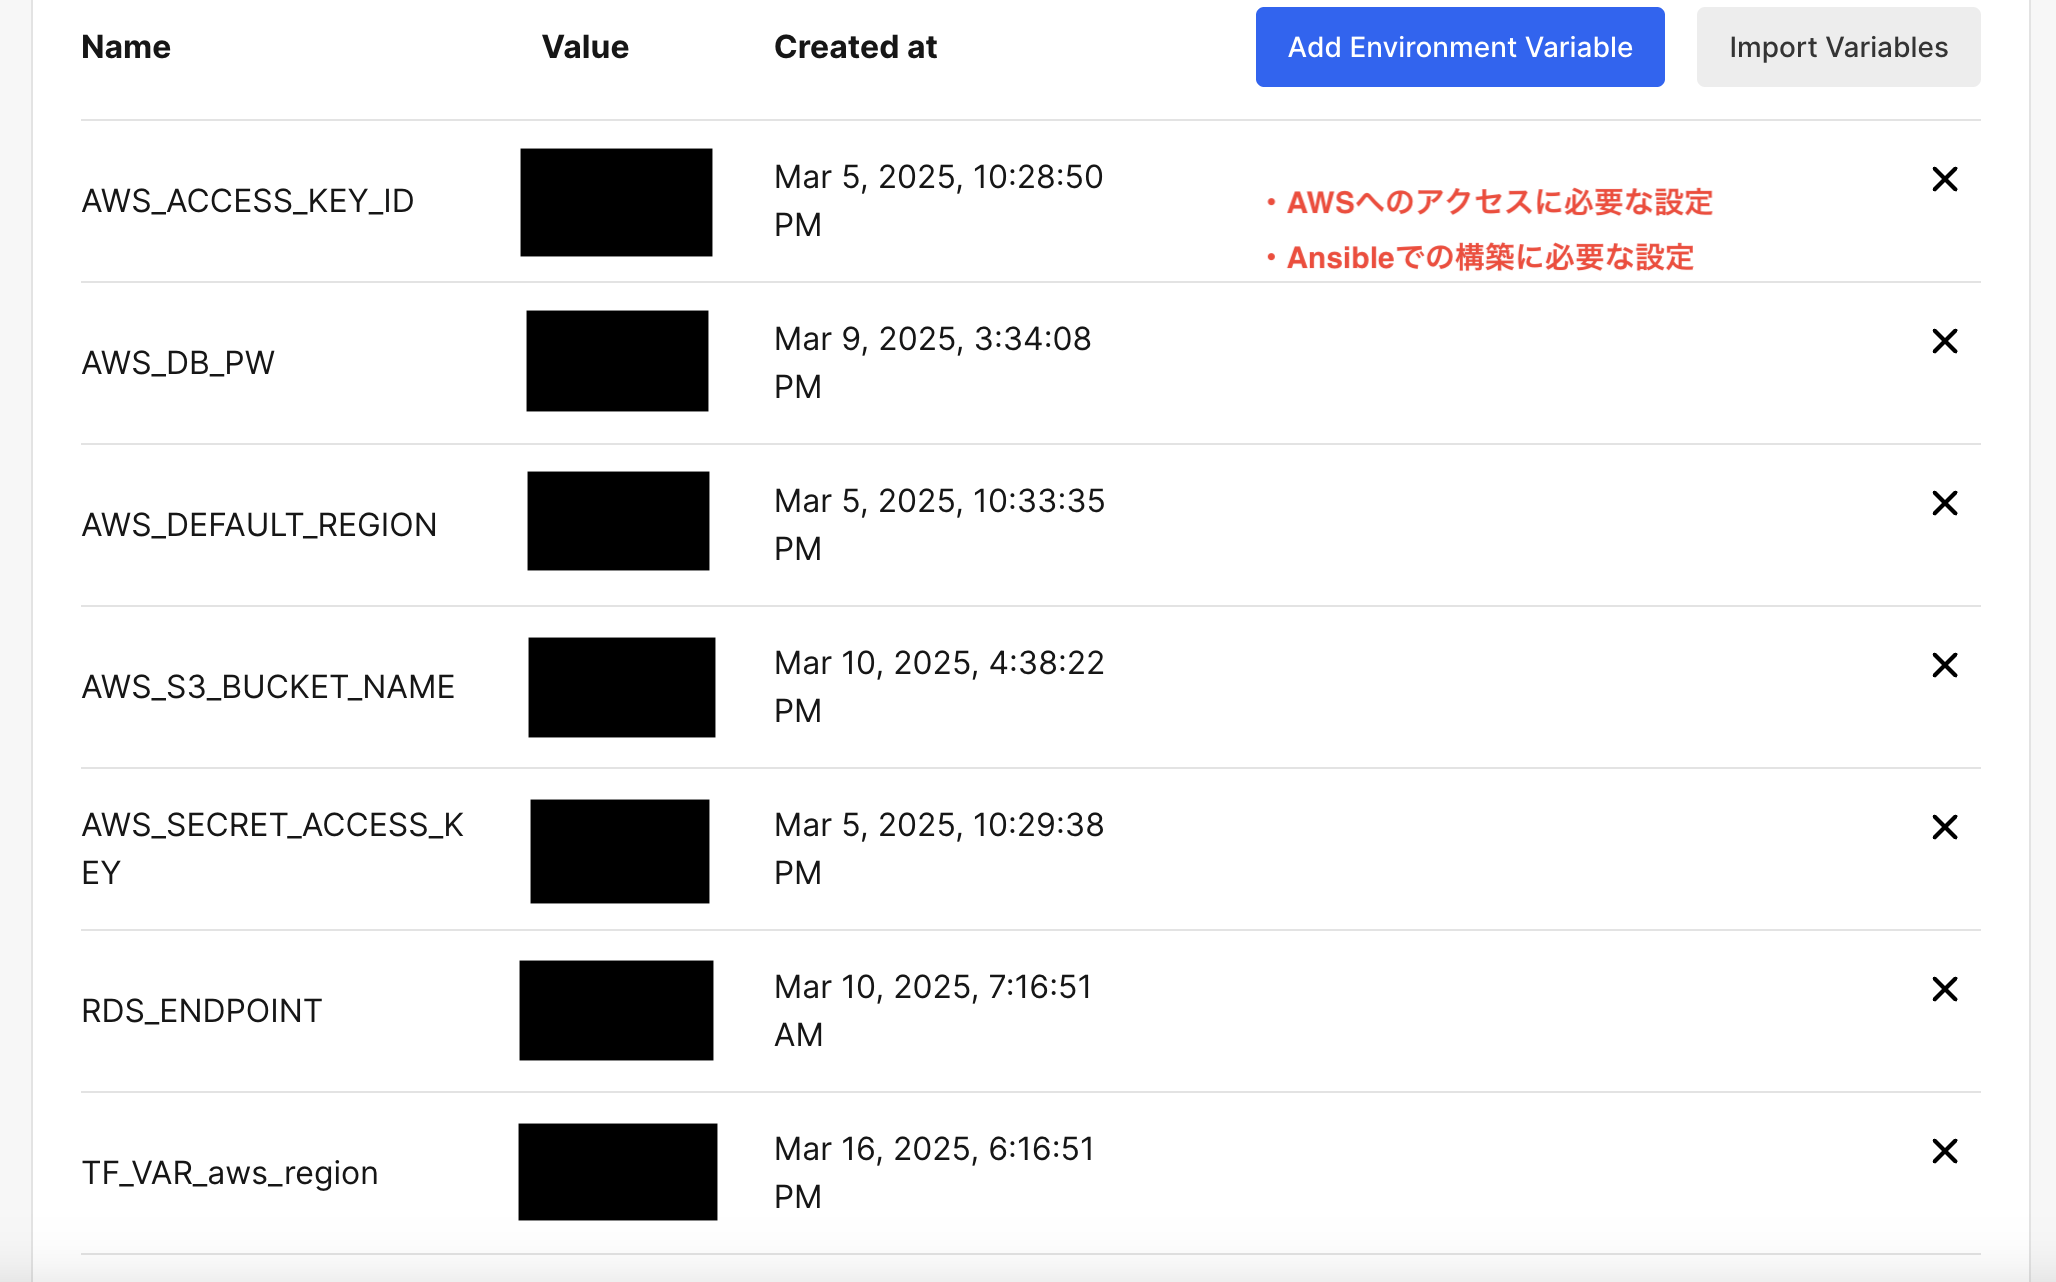 Name Value Created at Add Environment Variable Import Variables
AWS_ACCESS_KEY_ID
Mar 5, 2025, 10:28:50
PM
・AWSへのアクセスに必要な設定
・Ansibleでの構築に必要な設定
AWS_DB_PW
Mar 9, 2025, 3:34:08
PM
AWS_DEFAULT_REGION
Mar 5, 2025, 10:33:35
PM
AWS_S3_BUCKET_NAME
Mar 10, 2025, 4:38:22
PM
AWS_SECRET_ACCESS_K
EY
Mar 5, 2025, 10:29:38
PM
RDS_ENDPOINT
Mar 10, 2025, 7:16:51
AM
TF_VAR_aws_region
Mar 16, 2025, 6:16:51
PM